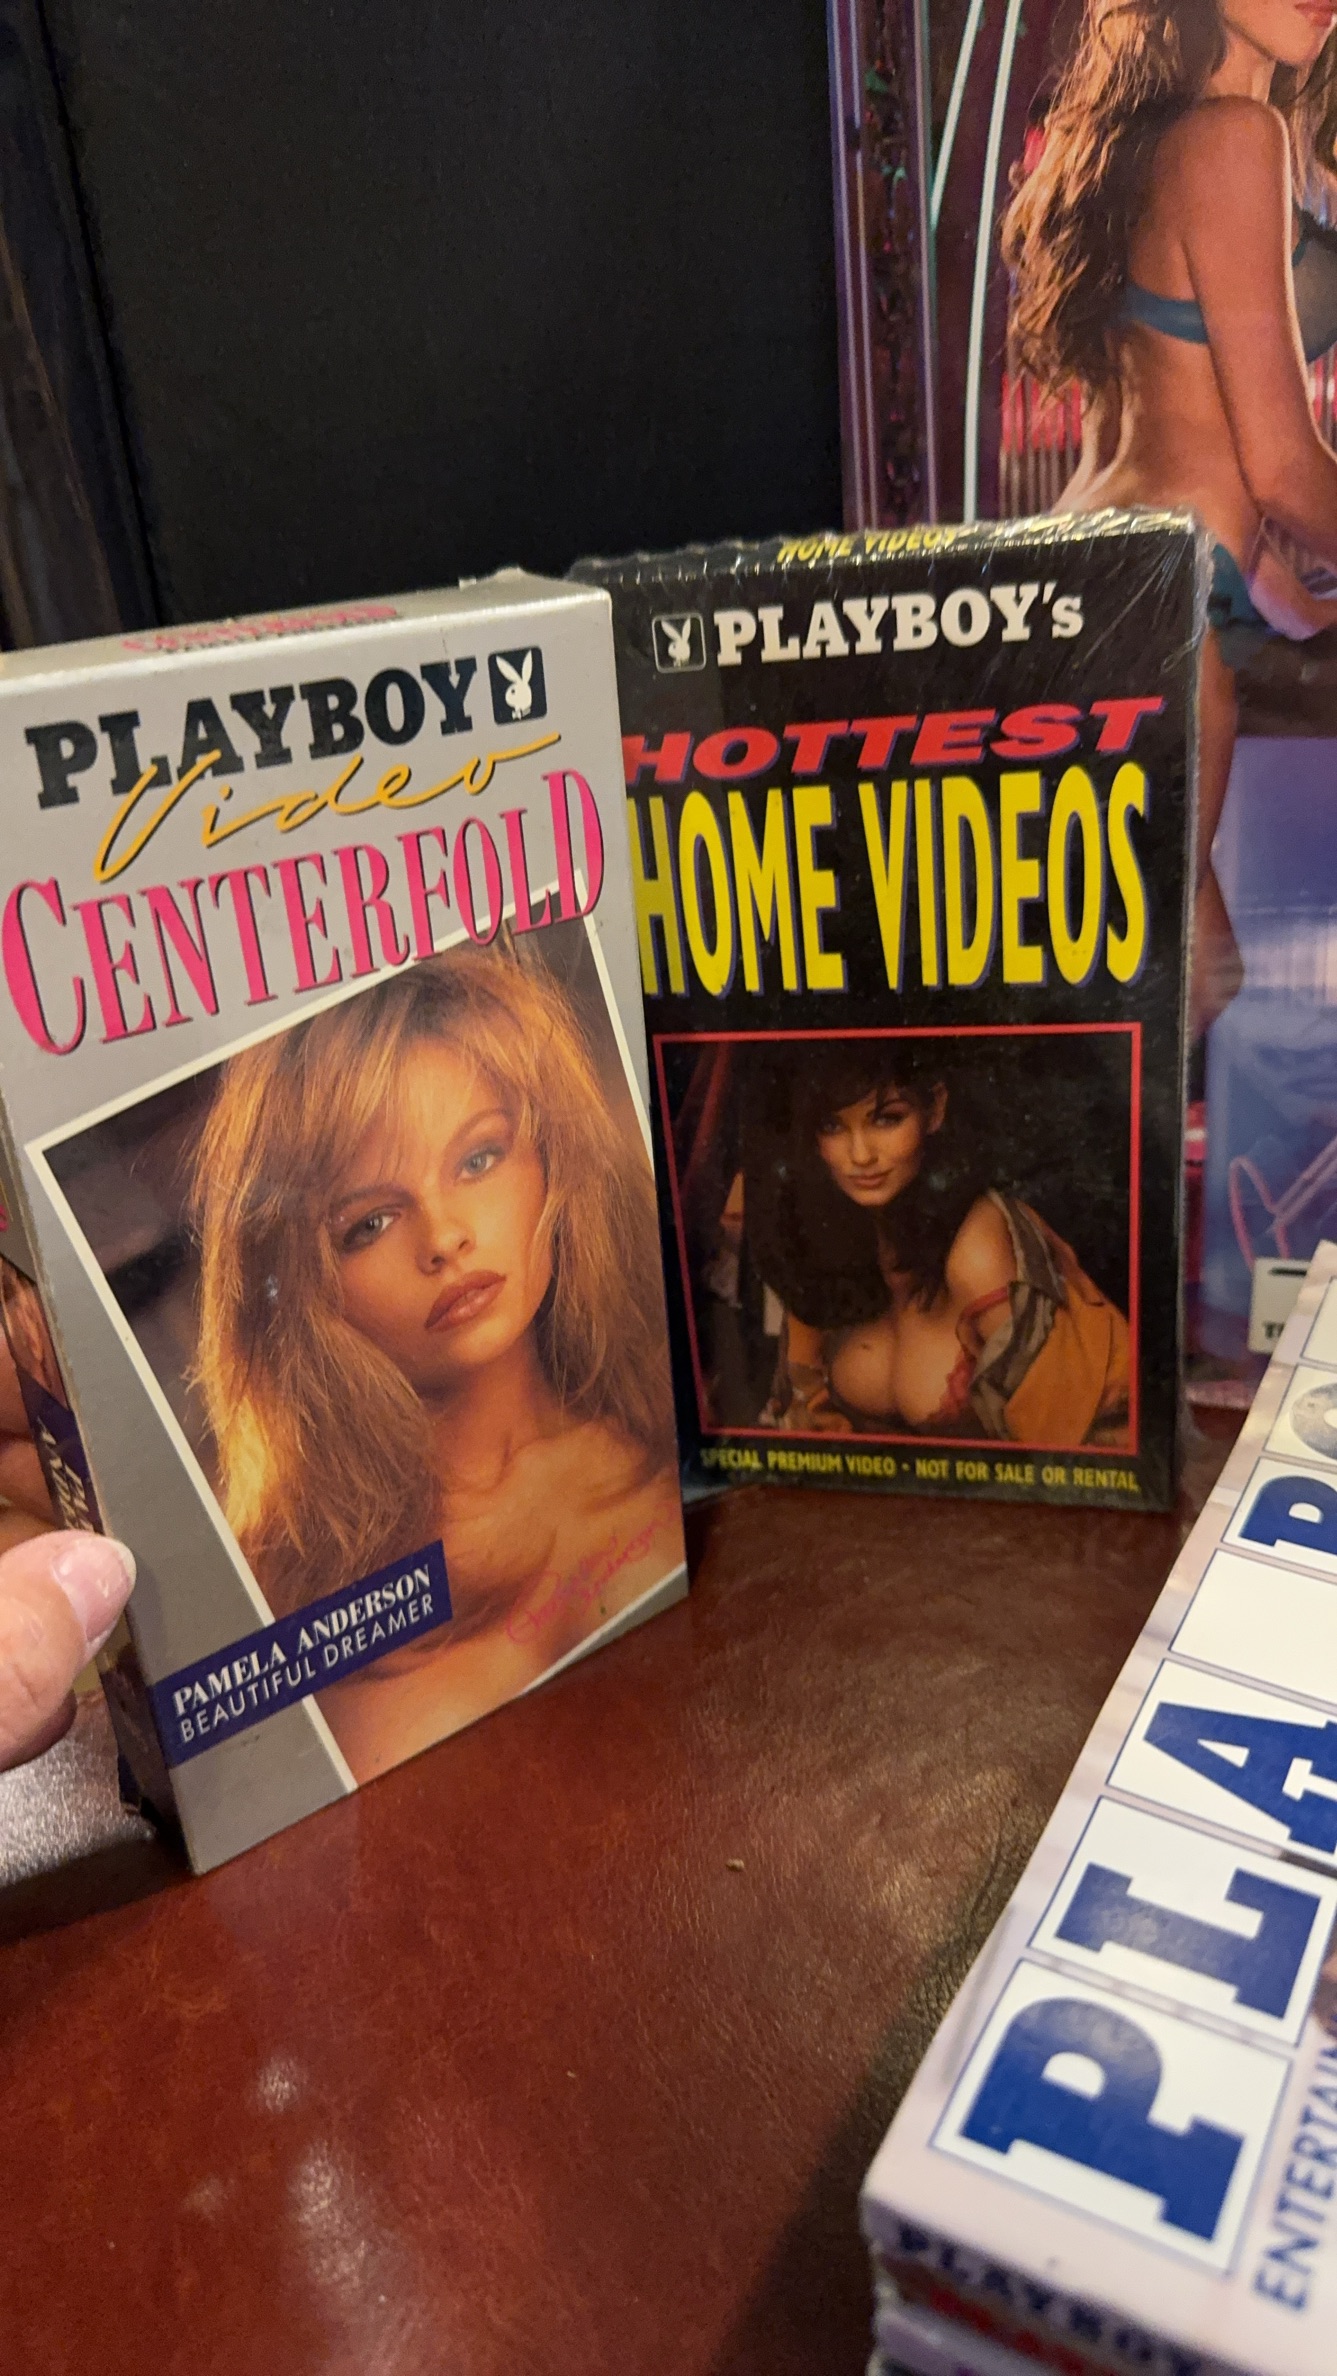 PLAYBOY
Video
CENTERFOLD
PAMELA ANDERSON
BEAUTIFUL DREAMER
HOME VIDEOS
PLAYBOY's
HOTTEST
HOME VIDEOS
SPECIAL PREMIUM VIDEO • NOT FOR SALE OR RENTAL
ENTERTAIN
PLAYBOY